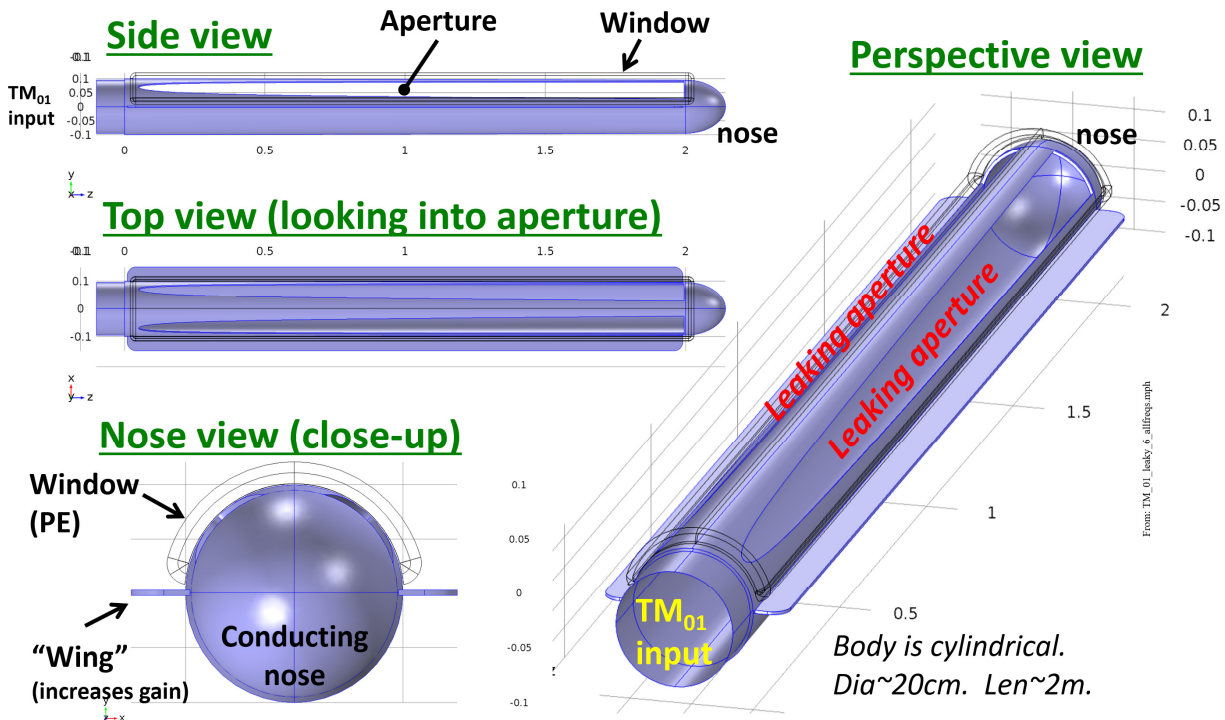 Side view
Aperture
Window
Perspective view
TM01
input
-0.1
0.1
0.05
0
-0.05
-0.1
0
0.5
1
1.5
2
nose
y
x
z
Top view (looking into aperture)
-0.1
0
0.5
1
1.5
2
0.1
0
-0.1
x
y
z
Nose view (close-up)
Window
(PE)
"Wing"
(increases gain)
Conducting
nose
0.1
0.05
0
-0.05
-0.1
y
z
x
nose
0.1
0.05
0
-0.05
-0.1
2
1.5
1
0.5
Leaking aperture
Leaking aperture
TM01
input
From: TM_01_leaky_6_allfreqs.mph
Body is cylindrical.
Dia~20cm. Len~2m.